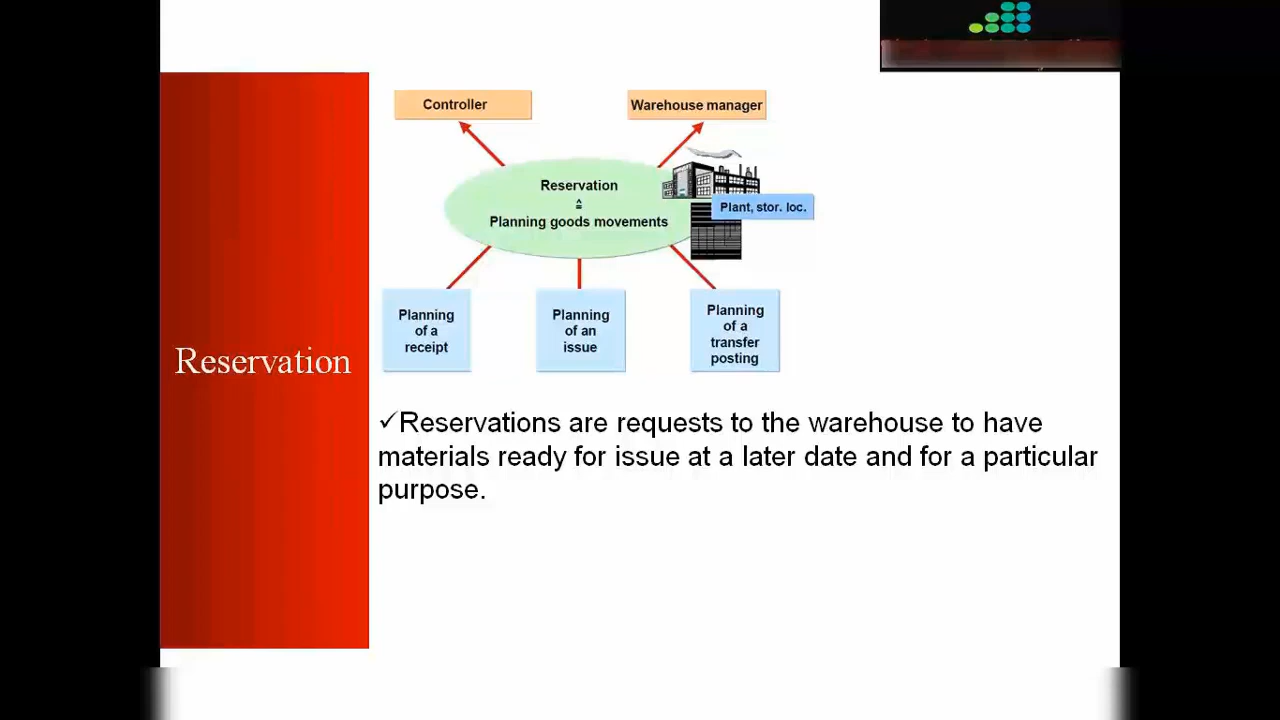 Controller
Warehouse manager
Reservation
≙
Planning goods movements
Plant, stor. loc.
Planning
of a
receipt
Planning
of an
issue
Planning
of a
transfer
posting
Reservation
✓Reservations are requests to the warehouse to have
materials ready for issue at a later date and for a particular
purpose.